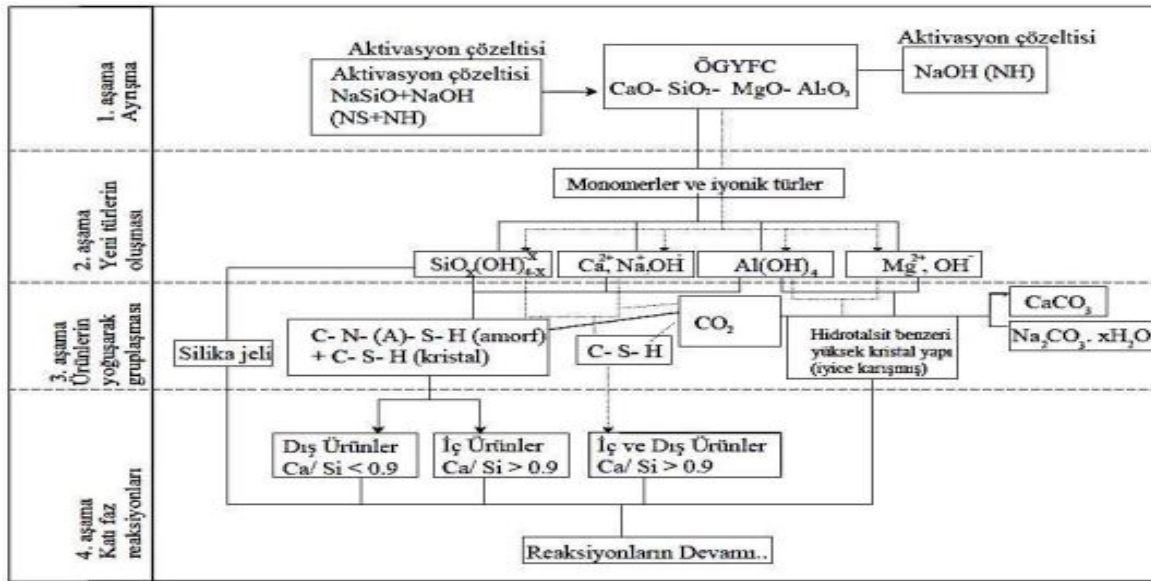 1. aşama
Ayrışma
Aktivasyon çözeltisi
Aktivasyon çözeltisi
NaSiO+NaOH
(NS+NH)
ÖGYFC
CaO- SiO₂- MgO- Al₂O₃
Aktivasyon çözeltisi
NaOH (NH)
2. aşama
Yeni türlerin
oluşması
Monomerler ve iyonik türler
SiOₓ(OH)₄₋ₓ⁻ˣ
Ca²⁺, Na⁺, OH⁻
Al(OH)₄⁻
Mg²⁺, OH⁻
3. aşama
Ürünlerin
yoğuşarak
gruplaşması
Silika jeli
C- N- (A)- S- H (amorf)
+ C- S- H (kristal)
C- S- H
CO₂
Hidrotalsit benzeri
yüksek kristal yapı
(iyice karışmış)
CaCO₃
Na₂CO₃. xH₂O
4. aşama
Katı faz
reaksiyonları
Dış Ürünler
Ca/ Si < 0.9
İç Ürünler
Ca/ Si > 0.9
İç ve Dış Ürünler
Ca/ Si > 0.9
Reaksiyonların Devamı..